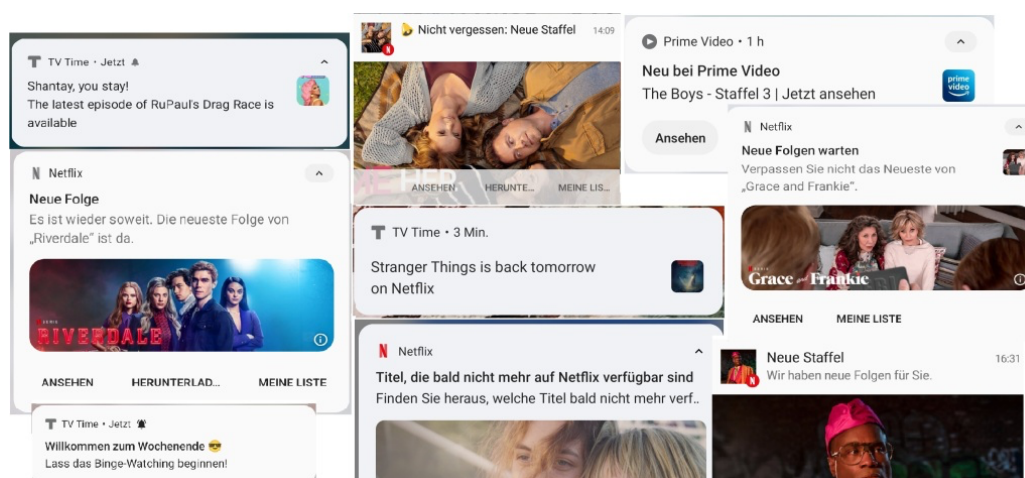 TV Time • Jetzt
Shantay, you stay!
The latest episode of RuPaul's Drag Race is
available
N Netflix
Neue Folge
Es ist wieder soweit. Die neueste Folge von
„Riverdale“ ist da.
SERIE
RIVERDALE
ANSEHEN HERUNTERLAD... MEINE LISTE
TV Time • Jetzt
Willkommen zum Wochenende 😎
Lass das Binge-Watching beginnen!
Nicht vergessen: Neue Staffel 14:09
N
ANSEHEN HERUNTE... MEINE LIS...
TV Time • 3 Min.
Stranger Things is back tomorrow
on Netflix
N Netflix
Titel, die bald nicht mehr auf Netflix verfügbar sind
Finden Sie heraus, welche Titel bald nicht mehr verf..
Prime Video • 1 h
Neu bei Prime Video
The Boys - Staffel 3 | Jetzt ansehen
prime
video
Ansehen
N Netflix
Neue Folgen warten
Verpassen Sie nicht das Neueste von
„Grace and Frankie“.
SERIE
Grace and Frankie
ANSEHEN MEINE LISTE
Neue Staffel 16:31
Wir haben neue Folgen für Sie.
N